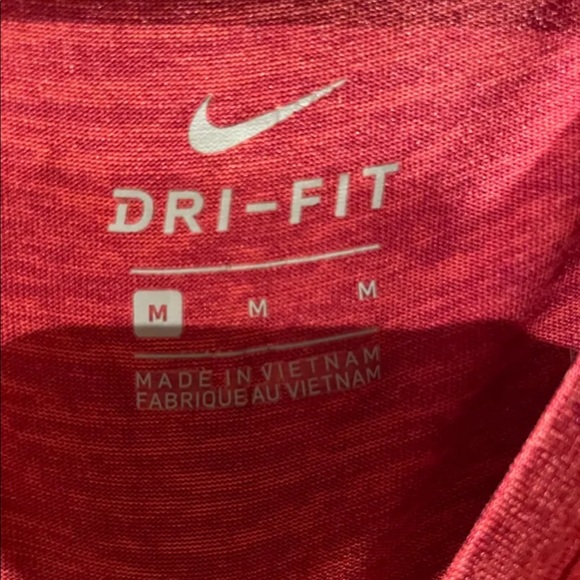 DRI-FIT
M M M
MADE IN VIETNAM
FABRIQUE AU VIETNAM